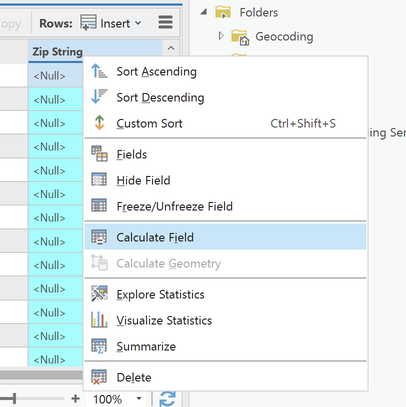 opy
Rows:
Insert
Folders
Geocoding
Zip String
<Null>
<Null>
<Null>
<Null>
<Null>
<Null>
<Null>
<Null>
<Null>
<Null>
<Null>
<Null>
Sort Ascending
Sort Descending
Custom Sort Ctrl+Shift+S
ing Ser
Fields
Hide Field
Freeze/Unfreeze Field
Calculate Field
Calculate Geometry
Explore Statistics
Visualize Statistics
Summarize
Delete
100%